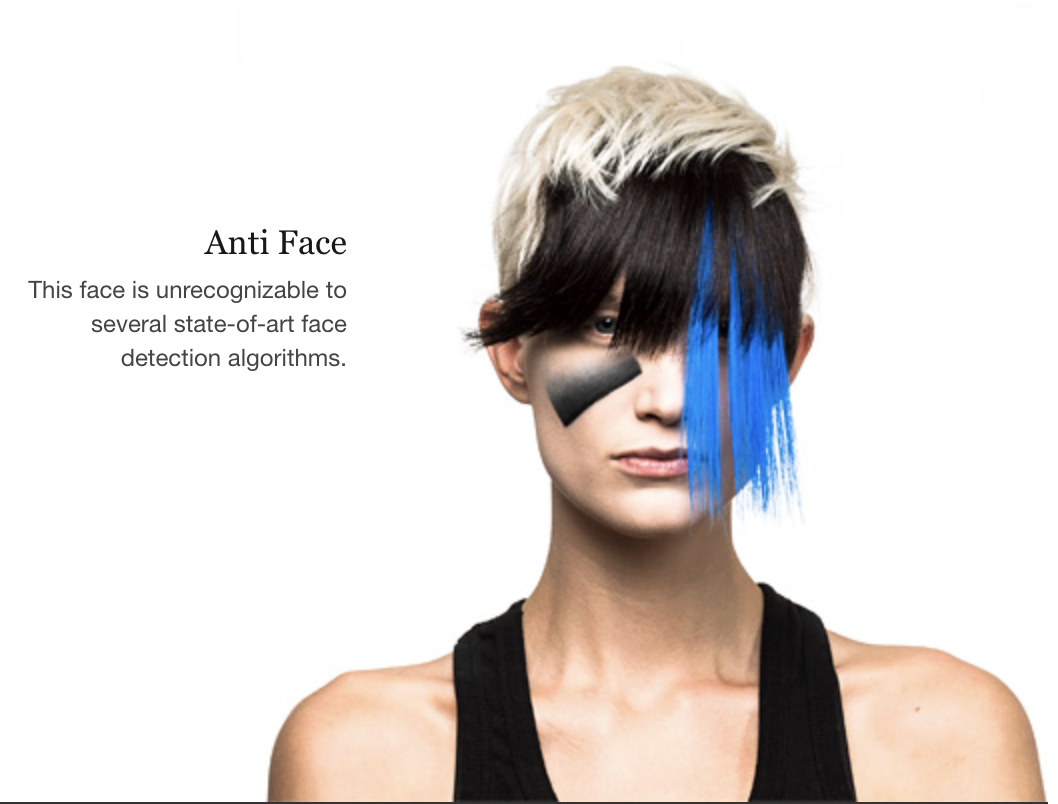 Anti Face
This face is unrecognizable to
several state-of-art face
detection algorithms.